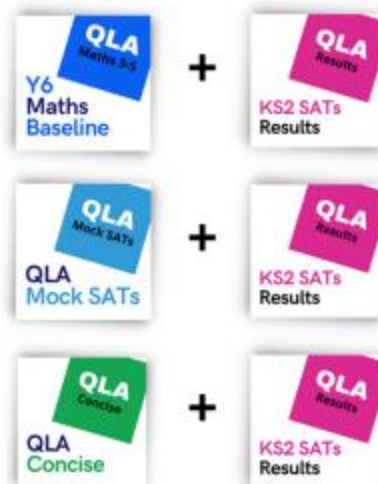 QLA
Maths 3-5
Y6
Maths
Baseline
+
QLA
Results
KS2 SATs
Results
QLA
Mock SATs
QLA
Mock SATs
+
QLA
Results
KS2 SATs
Results
QLA
Concise
QLA
Concise
+
QLA
Results
KS2 SATs
Results